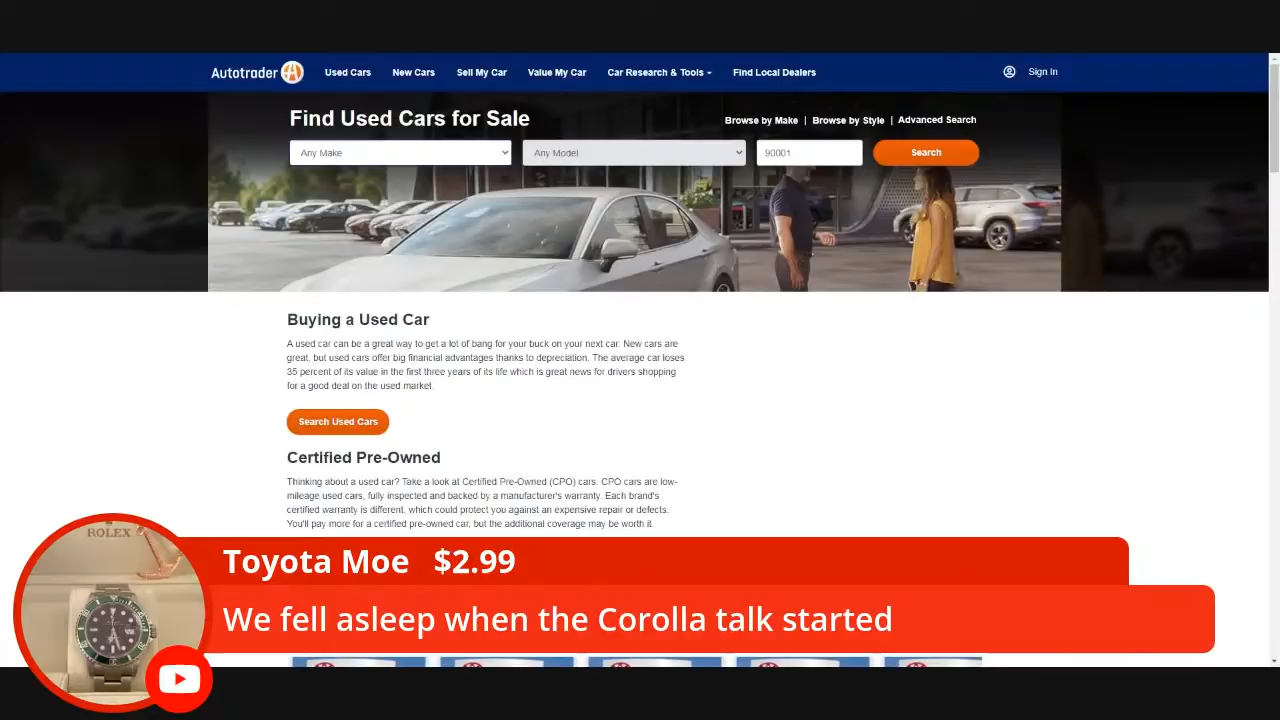 Autotrader Used Cars New Cars Sell My Car Value My Car Car Research & Tools Find Local Dealers Sign In
Find Used Cars for Sale
Browse by Make | Browse by Style | Advanced Search
Any Make Any Model 90001 Search
Buying a Used Car
A used car can be a great way to get a lot of bang for your buck on your next car. New cars are
great, but used cars offer big financial advantages thanks to depreciation. The average car loses
35 percent of its value in the first three years of its life which is great news for drivers shopping
for a good deal on the used market.
Search Used Cars
Certified Pre-Owned
Thinking about a used car? Take a look at Certified Pre-Owned (CPO) cars. CPO cars are low-
mileage used cars, fully inspected and backed by a manufacturer's warranty. Each brand's
certified warranty is different, which could protect you against an expensive repair or defects.
You'll pay more for a certified pre-owned car, but the additional coverage may be worth it.
ROLEX
Toyota Moe $2.99
We fell asleep when the Corolla talk started